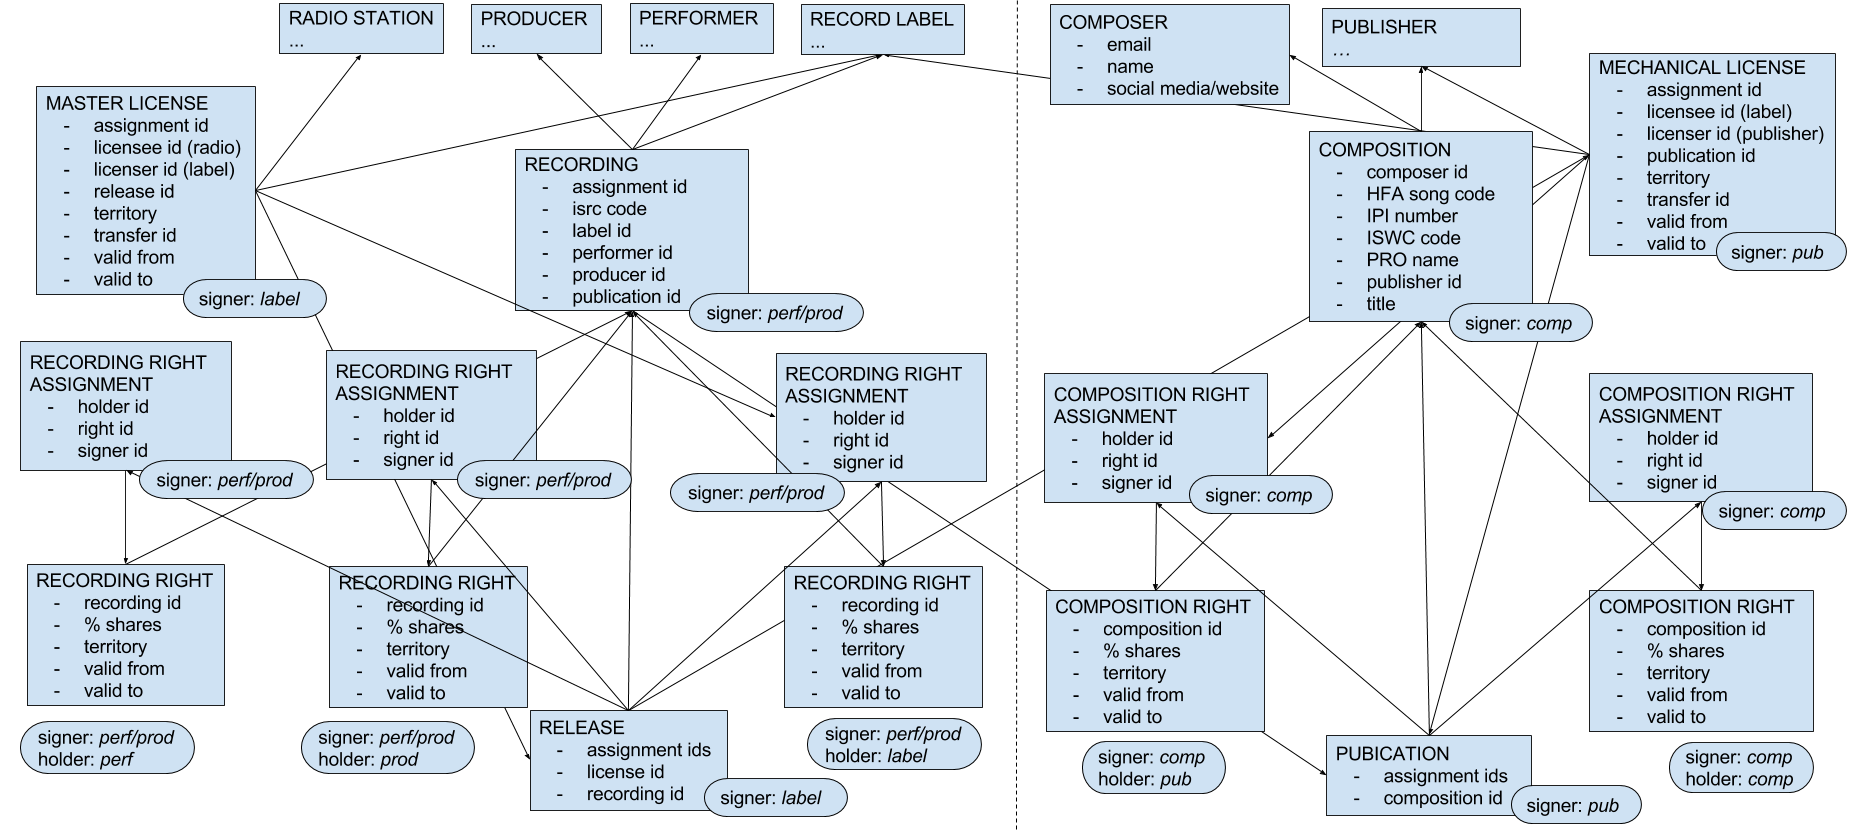 RADIO STATION
...
PRODUCER
...
PERFORMER
...
RECORD LABEL
...
COMPOSER
- email
- name
- social media/website
PUBLISHER
...
MASTER LICENSE
- assignment id
- licensee id (radio)
- licenser id (label)
- release id
- territory
- transfer id
- valid from
- valid to
signer: label
RECORDING
- assignment id
- isrc code
- label id
- performer id
- producer id
- publication id
signer: perf/prod
COMPOSITION
- composer id
- HFA song code
- IPI number
- ISWC code
- PRO name
- publisher id
- title
signer: comp
MECHANICAL LICENSE
- assignment id
- licensee id (label)
- licenser id (publisher)
- publication id
- territory
- transfer id
- valid from
- valid to
signer: pub
RECORDING RIGHT
ASSIGNMENT
- holder id
- right id
- signer id
signer: perf/prod
RECORDING RIGHT
ASSIGNMENT
- holder id
- right id
- signer id
signer: perf/prod
RECORDING RIGHT
ASSIGNMENT
- holder id
- right id
- signer id
signer: perf/prod
COMPOSITION RIGHT
ASSIGNMENT
- holder id
- right id
- signer id
signer: comp
COMPOSITION RIGHT
ASSIGNMENT
- holder id
- right id
- signer id
signer: comp
RECORDING RIGHT
- recording id
- % shares
- territory
- valid from
- valid to
signer: perf/prod
holder: perf
RECORDING RIGHT
- recording id
- % shares
- territory
- valid from
- valid to
signer: perf/prod
holder: prod
RECORDING RIGHT
- recording id
- % shares
- territory
- valid from
- valid to
signer: perf/prod
holder: label
COMPOSITION RIGHT
- composition id
- % shares
- territory
- valid from
- valid to
signer: comp
holder: pub
COMPOSITION RIGHT
- composition id
- % shares
- territory
- valid from
- valid to
signer: comp
holder: comp
RELEASE
- assignment ids
- license id
- recording id
signer: label
PUBICATION
- assignment ids
- composition id
signer: pub